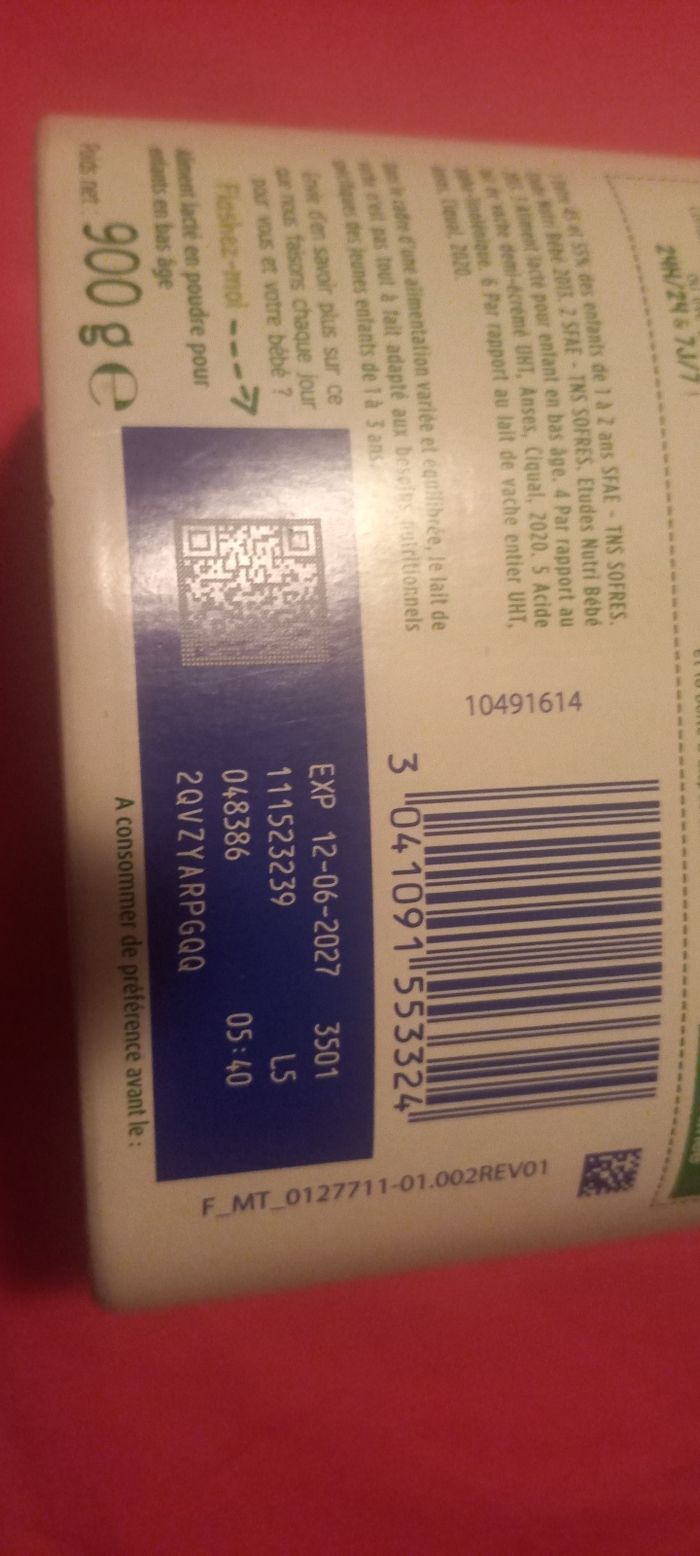 24H/24 & 7J/7
45 et 55% des enfants de 1 à 2 ans SFAE - TNS SOFRES.
Nutri Bébé 2013. 2 SFAE - TNS SOFRES. Etudes Nutri Bébé
3 Aliment lacté pour enfant en bas âge. 4 Par rapport au
de vache demi-écrémé UHT, Anses, Ciqual, 2020. 5 Acide
6 Par rapport au lait de vache entier UHT,
Ciqual, 2020.
le cadre d'une alimentation variée et équilibrée, le lait de
n'est pas tout à fait adapté aux besoins nutritionnels
des jeunes enfants de 1 à 3 ans.
Envie d'en savoir plus sur ce
que nous faisons chaque jour
pour vous et votre bébé ?
Flashez-moi
Aliment lacté en poudre pour
enfants en bas âge
Poids net : 900 g e
10491614
3 041091 553324
EXP 12-06-2027 3501
111523239 L5
048386 05:40
2QVZYARPGQQ
A consommer de préférence avant le :
F_MT_0127711-01.002REV01